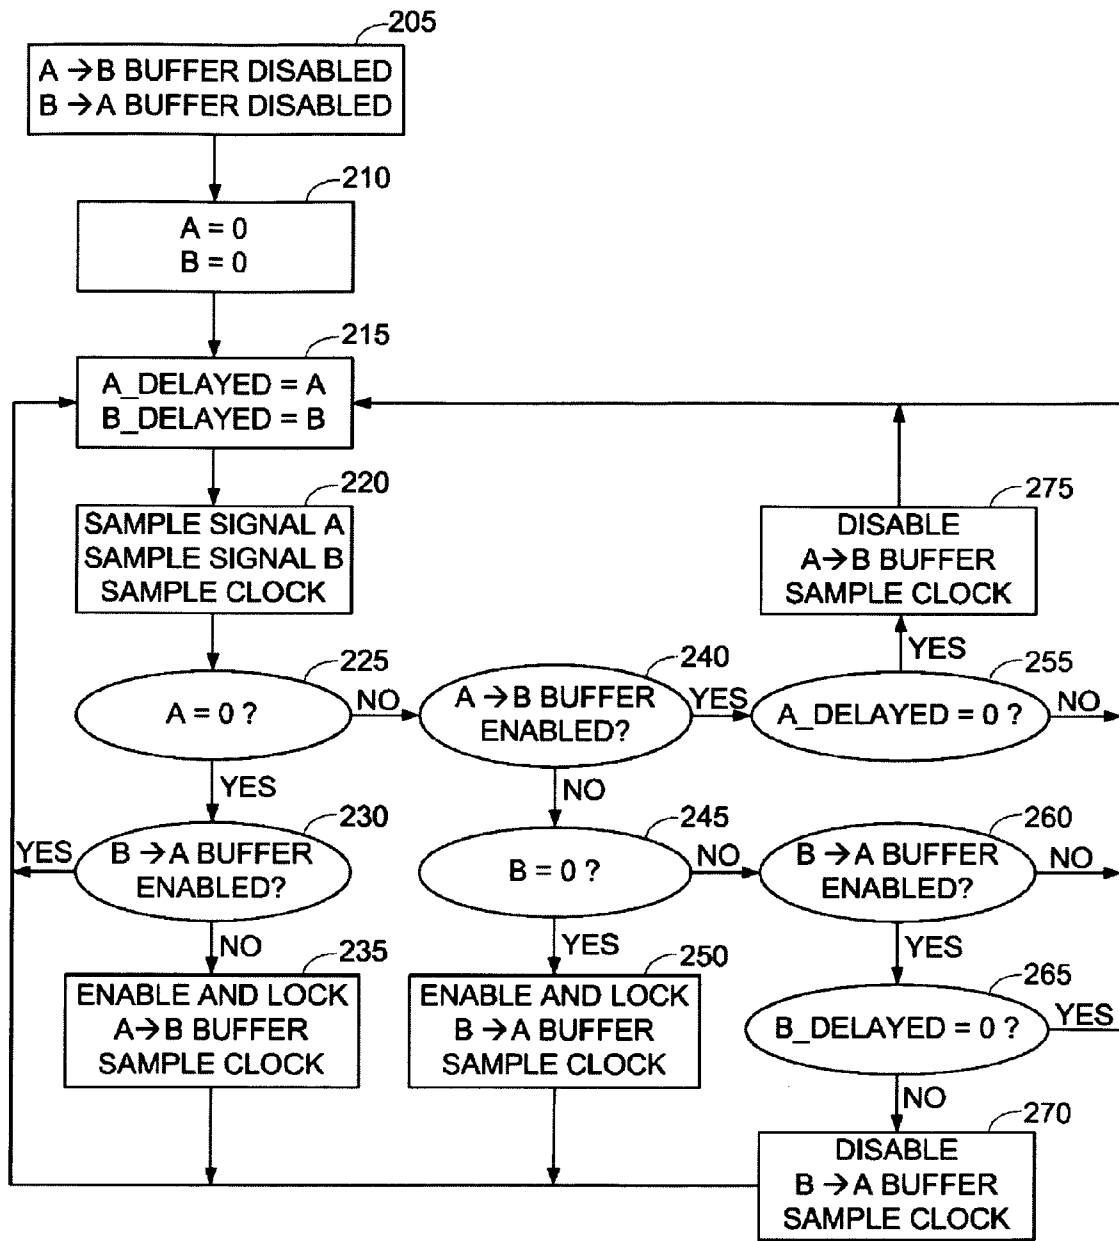 205
A →B BUFFER DISABLED
B →A BUFFER DISABLED
210
A = 0
B = 0
215
A_DELAYED = A
B_DELAYED = B
220
SAMPLE SIGNAL A
SAMPLE SIGNAL B
SAMPLE CLOCK
275
DISABLE
A→B BUFFER
SAMPLE CLOCK
YES
225
A = 0 ?
NO
240
A →B BUFFER
ENABLED?
YES
255
A_DELAYED = 0 ?
NO
YES
NO
230
YES
B →A BUFFER
ENABLED?
245
B = 0 ?
NO
260
B →A BUFFER
ENABLED?
NO
NO
YES
YES
235
ENABLE AND LOCK
A→B BUFFER
SAMPLE CLOCK
250
ENABLE AND LOCK
B →A BUFFER
SAMPLE CLOCK
265
B_DELAYED = 0 ?
YES
NO
270
DISABLE
B →A BUFFER
SAMPLE CLOCK